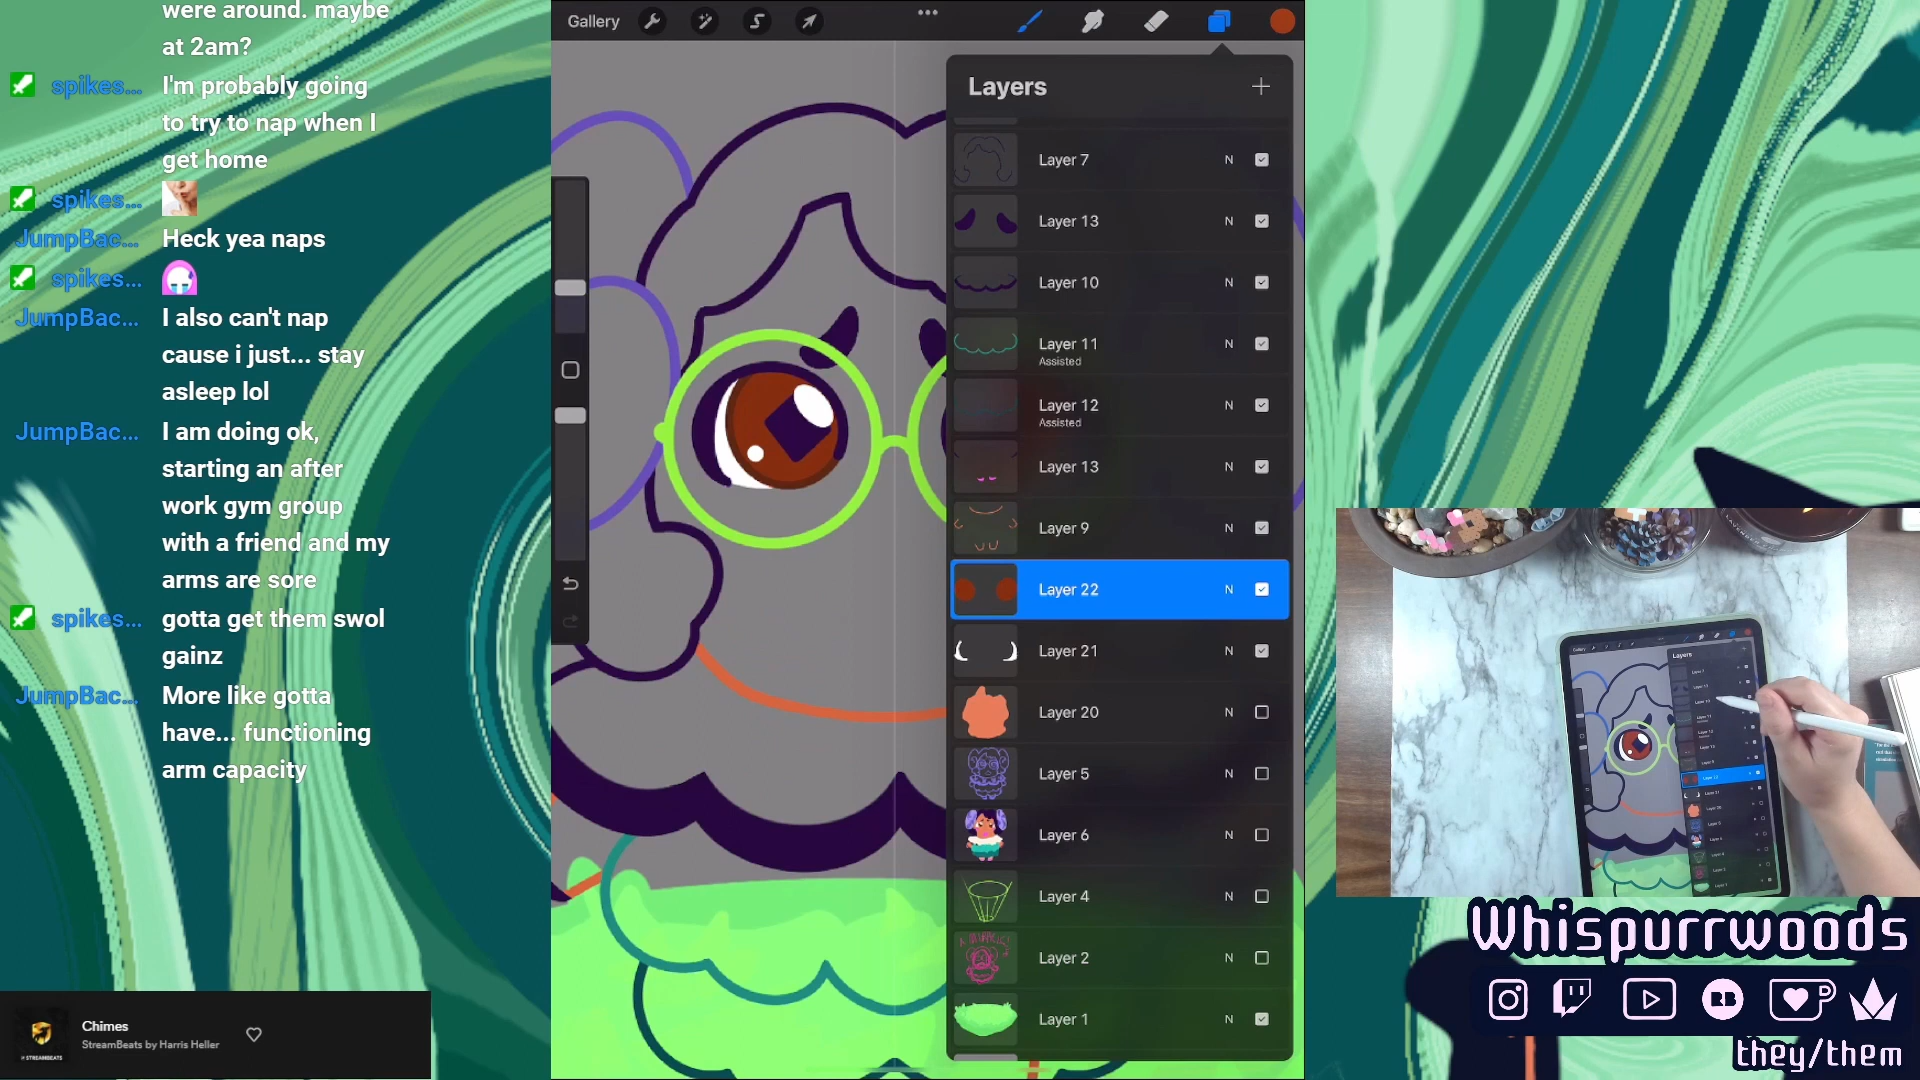 were around. maybe
at 2am?
spikes... I'm probably going
to try to nap when I
get home
spikes...
JumpBac... Heck yea naps
spikes...
JumpBac... I also can't nap
cause i just... stay
asleep lol
JumpBac... I am doing ok,
starting an after
work gym group
with a friend and my
arms are sore
spikes... gotta get them swol
gainz
JumpBac... More like gotta
have... functioning
arm capacity
Chimes
StreamBeats by Harris Heller
STREAMBEATS
Gallery
Layers
Layer 7 N
Layer 13 N
Layer 10 N
Layer 11 N
Assisted
Layer 12 N
Assisted
Layer 13 N
Layer 9 N
Layer 22 N
Layer 21 N
Layer 20 N
Layer 5 N
Layer 6 N
Layer 4 N
Layer 2 N
Layer 1 N
Whispurrwoods
RB
they/them